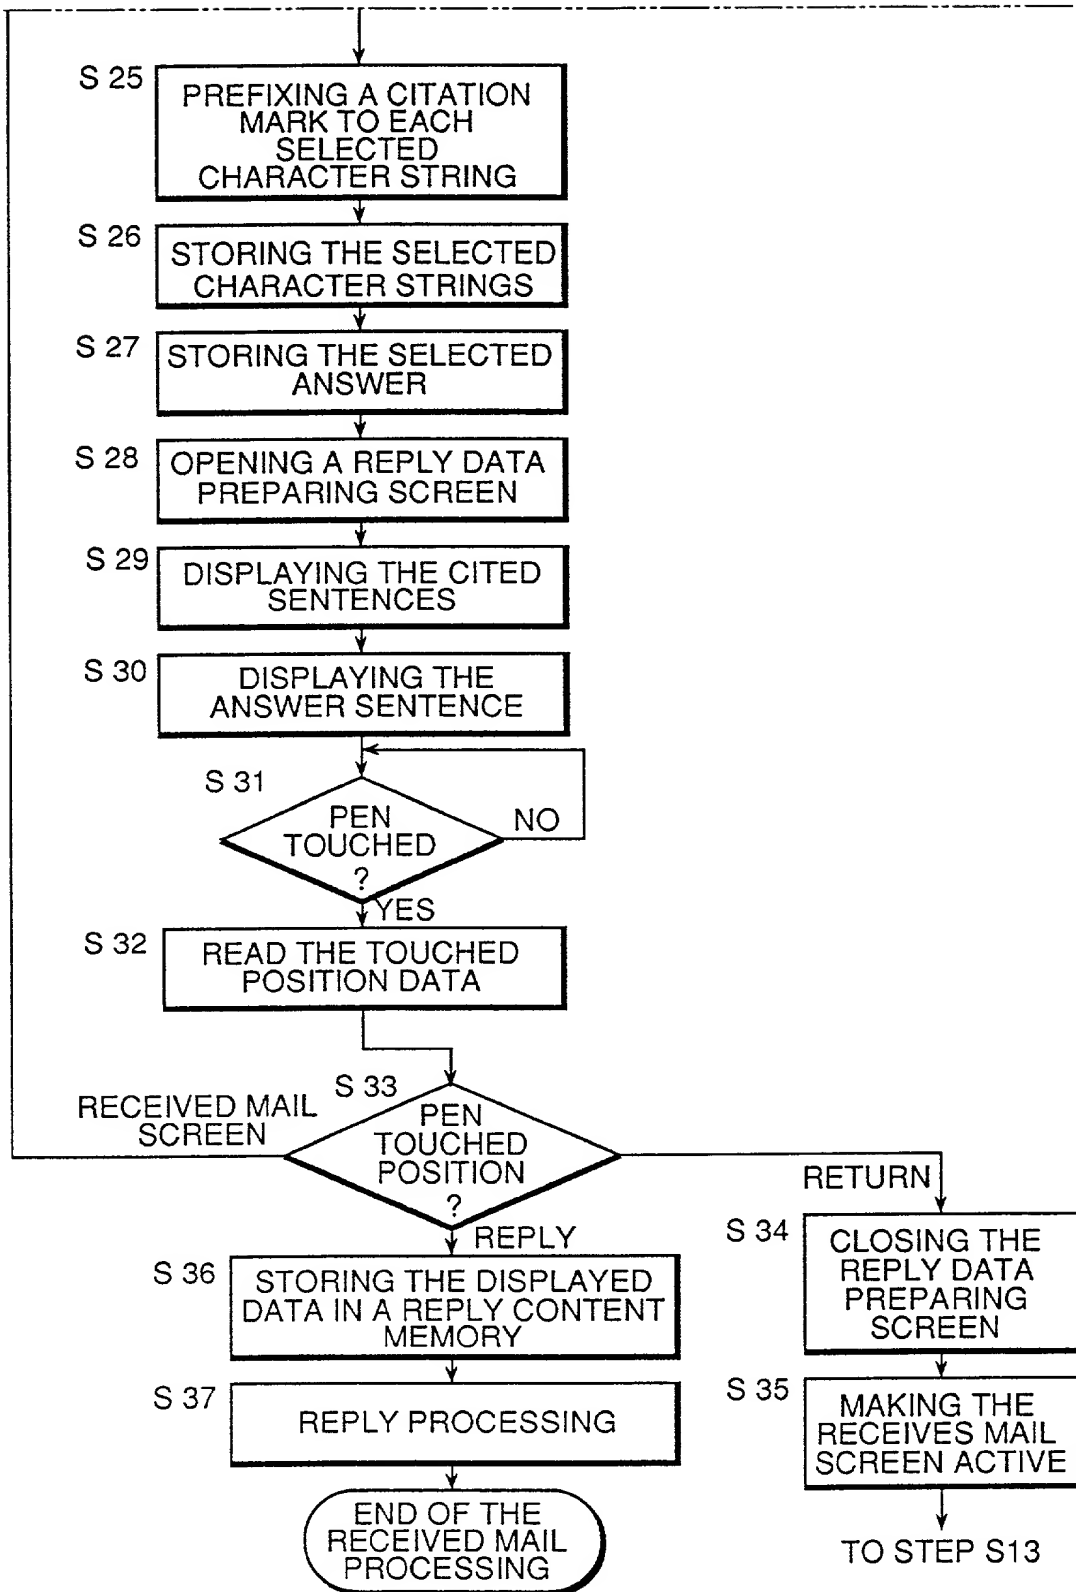 S 25
PREFIXING A CITATION
MARK TO EACH
SELECTED
CHARACTER STRING
S 26
STORING THE SELECTED
CHARACTER STRINGS
S 27
STORING THE SELECTED
ANSWER
S 28
OPENING A REPLY DATA
PREPARING SCREEN
S 29
DISPLAYING THE CITED
SENTENCES
S 30
DISPLAYING THE
ANSWER SENTENCE
S 31
PEN
TOUCHED
?
NO
YES
S 32
READ THE TOUCHED
POSITION DATA
S 33
PEN
TOUCHED
POSITION
?
RECEIVED MAIL
SCREEN
RETURN
REPLY
S 34
CLOSING THE
REPLY DATA
PREPARING
SCREEN
S 35
MAKING THE
RECEIVES MAIL
SCREEN ACTIVE
TO STEP S13
S 36
STORING THE DISPLAYED
DATA IN A REPLY CONTENT
MEMORY
S 37
REPLY PROCESSING
END OF THE
RECEIVED MAIL
PROCESSING